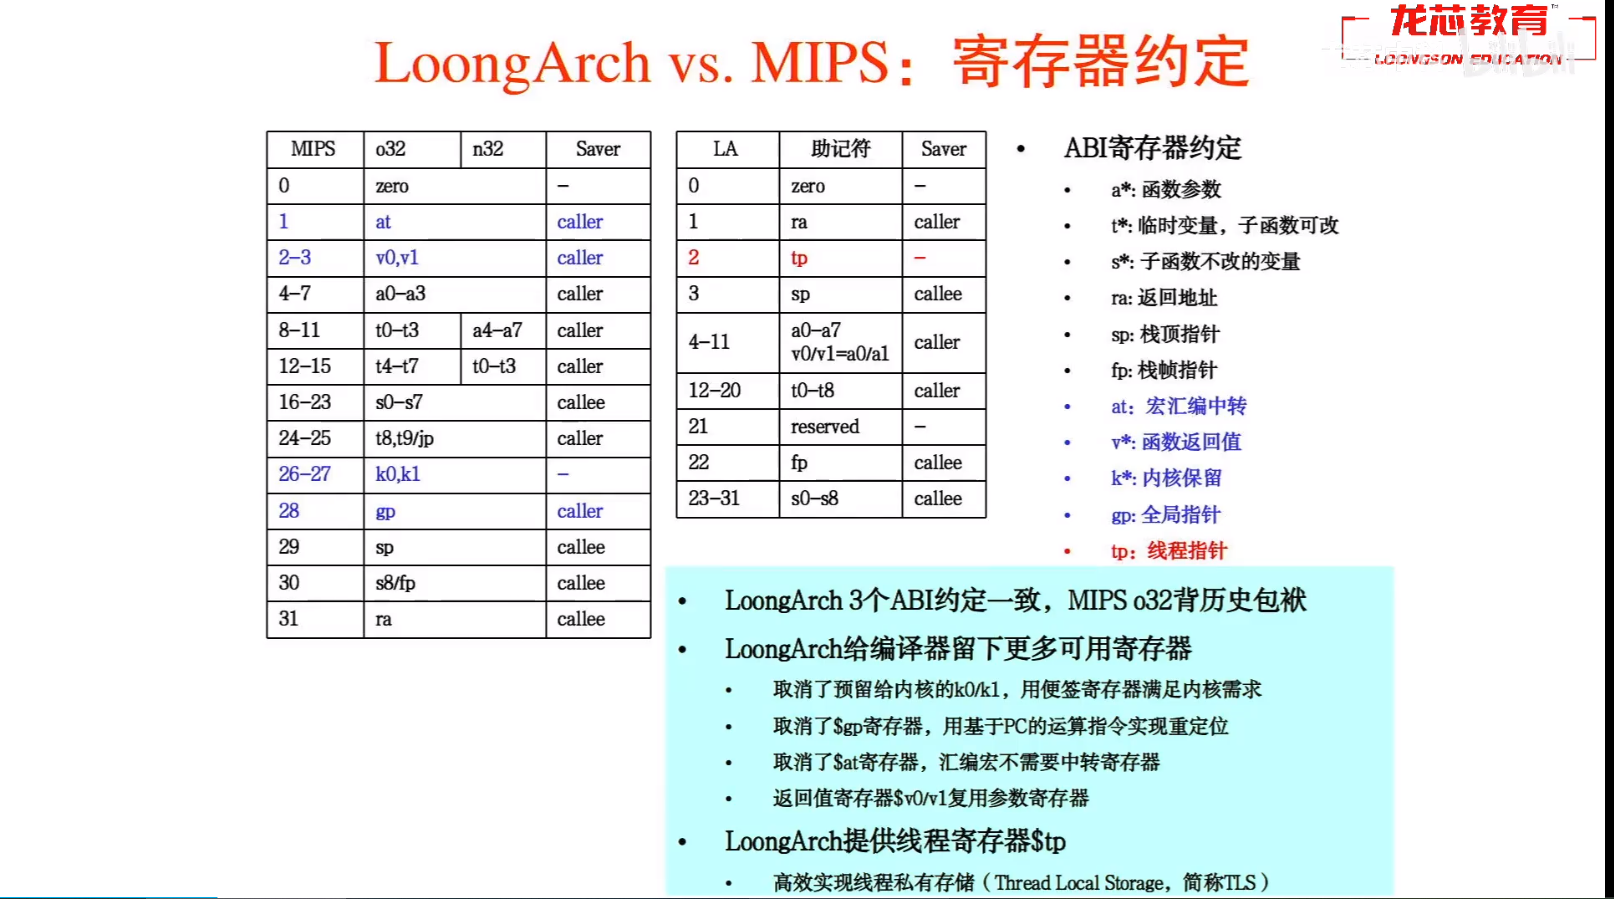 龙芯教育
TM
LOONGSON EDUCATION
LoongArch vs. MIPS：寄存器约定
MIPS o32 n32 Saver
0 zero –
1 at caller
2–3 v0,v1 caller
4–7 a0–a3 caller
8–11 t0–t3 a4–a7 caller
12–15 t4–t7 t0–t3 caller
16–23 s0–s7 callee
24–25 t8,t9/jp caller
26–27 k0,k1 –
28 gp caller
29 sp callee
30 s8/fp callee
31 ra callee
LA 助记符 Saver
0 zero –
1 ra caller
2 tp –
3 sp callee
4–11 a0–a7 caller
v0/v1=a0/a1
12–20 t0–t8 caller
21 reserved –
22 fp callee
23–31 s0–s8 callee
• ABI寄存器约定
• a*: 函数参数
• t*: 临时变量，子函数可改
• s*: 子函数不改的变量
• ra: 返回地址
• sp: 栈顶指针
• fp: 栈帧指针
• at：宏汇编中转
• v*: 函数返回值
• k*: 内核保留
• gp: 全局指针
• tp：线程指针
• LoongArch 3个ABI约定一致，MIPS o32背历史包袱
• LoongArch给编译器留下更多可用寄存器
• 取消了预留给内核的k0/k1，用便签寄存器满足内核需求
• 取消了$gp寄存器，用基于PC的运算指令实现重定位
• 取消了$at寄存器，汇编宏不需要中转寄存器
• 返回值寄存器$v0/v1复用参数寄存器
• LoongArch提供线程寄存器$tp
• 高效实现线程私有存储（Thread Local Storage，简称TLS）